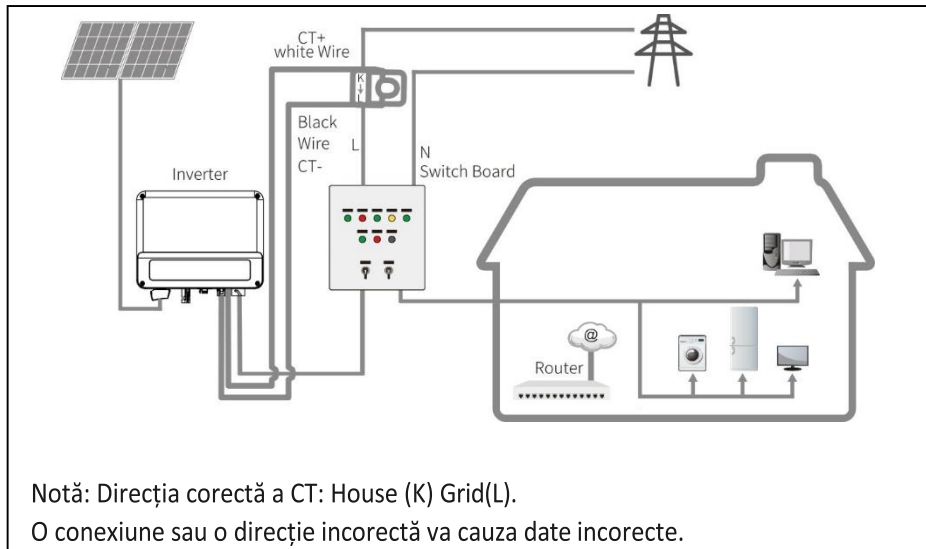 CT+
white Wire
K
↓
L
Black
Wire
CT-
L
N
Switch Board
Inverter
@
Router
Notă: Direcția corectă a CT: House (K) Grid(L).
O conexiune sau o direcție incorectă va cauza date incorecte.